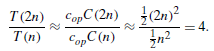 T(2n)/T(n) ≈ c_op C(2n)/c_op C(n) ≈ ½(2n)²/½n² = 4.